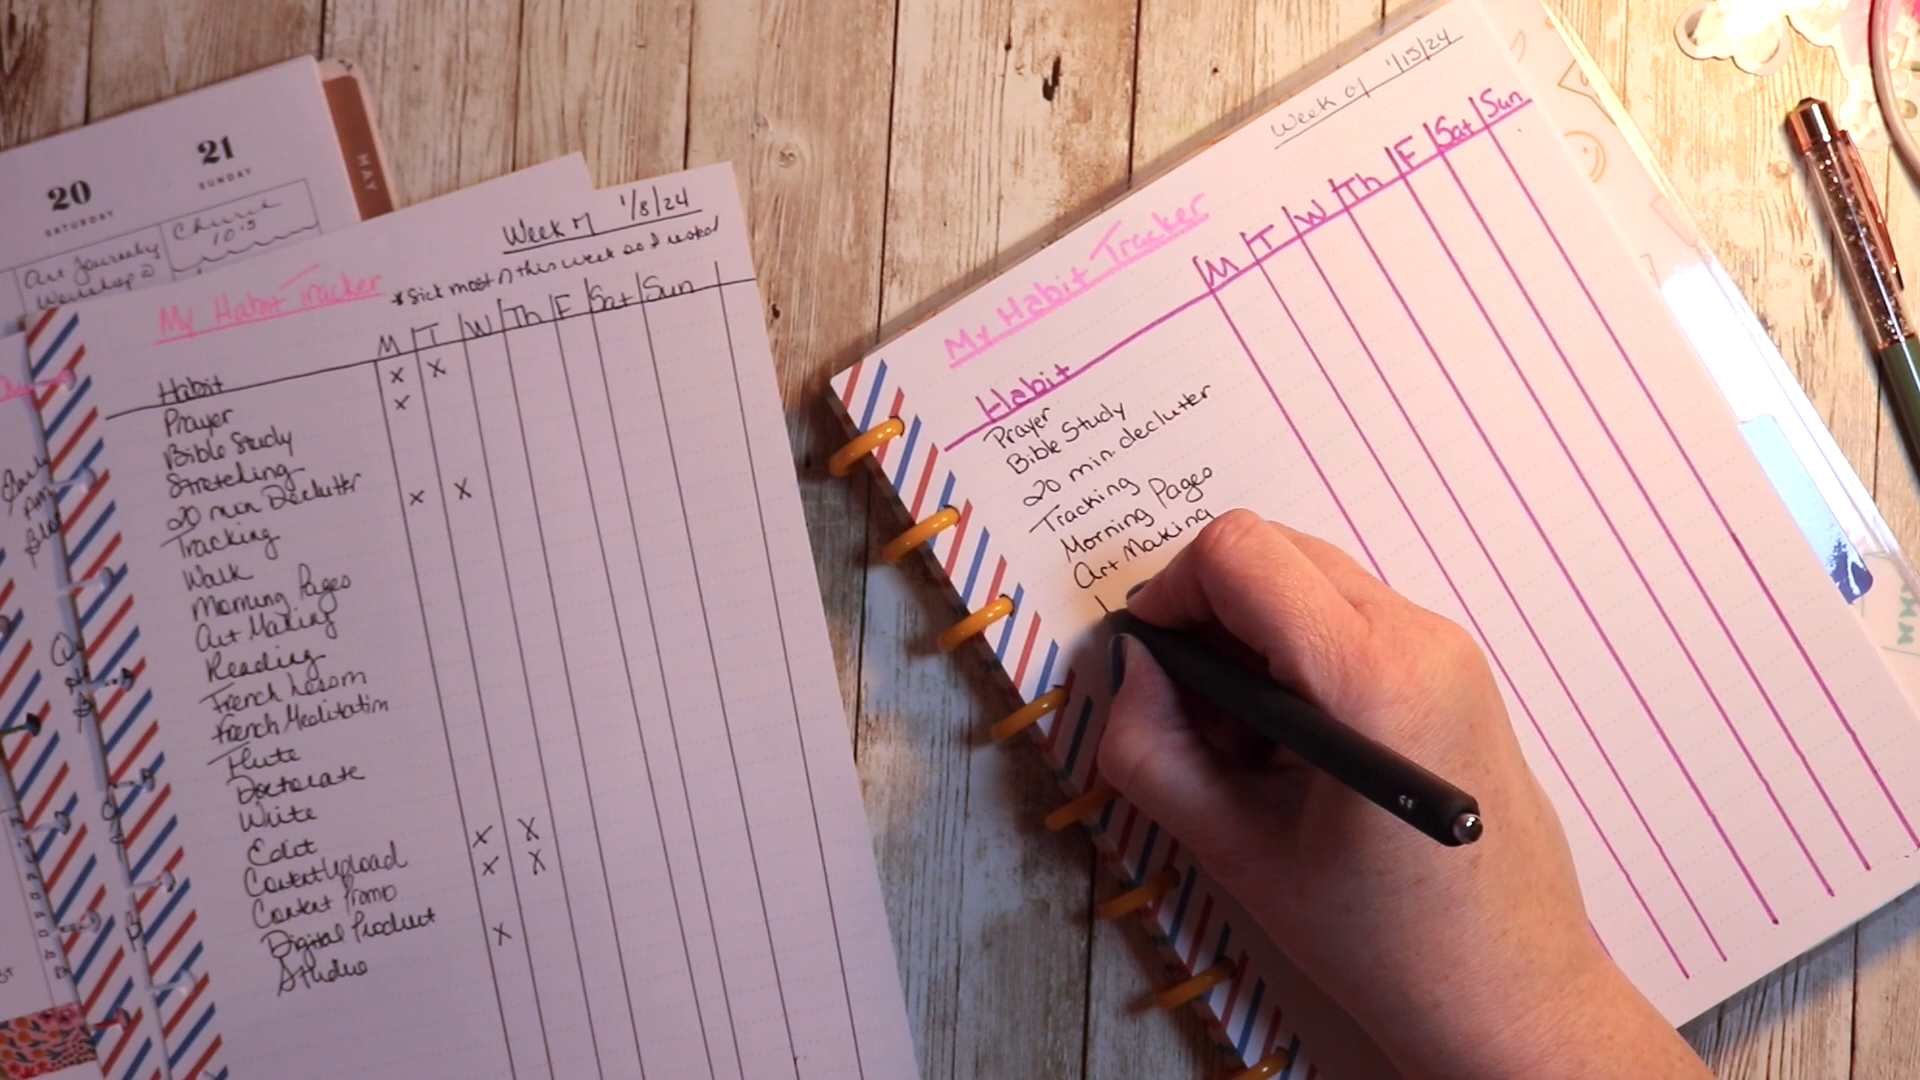 20
SATURDAY
21
SUNDAY
Art Journaling
Workshop
Church
10:5
MAY
Week of 1/8/24
*Sick most of this week so I rested
My Habit Tracker
M T W Th F Sat Sun
Habit
Prayer
Bible Study
Stretching
20 min Declutter
Tracking
Walk
Morning Pages
Art Making
Reading
French Lesson
French Meditation
Flute
Doctorate
Write
Edit
Content Upload
Content Promo
Digital Product
Studio
X X
X
X X
X X
X X
X
Week of 1/15/24
My Habit Tracker
M T W Th F Sat Sun
Habit
Prayer
Bible Study
20 min. declutter
Tracking
Morning Pages
Art Making